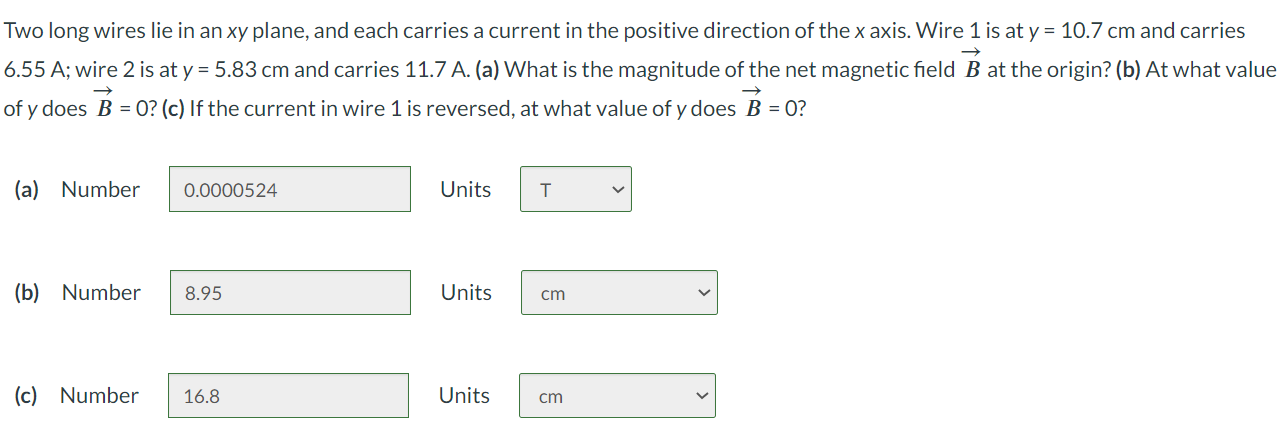 Two long wires lie in an xy plane, and each carries a current in the positive direction of the x axis. Wire 1 is at y = 10.7 cm and carries
6.55 A; wire 2 is at y = 5.83 cm and carries 11.7 A. (a) What is the magnitude of the net magnetic field B⃗ at the origin? (b) At what value
of y does B⃗ = 0? (c) If the current in wire 1 is reversed, at what value of y does B⃗ = 0?
(a) Number 0.0000524 Units T
(b) Number 8.95 Units cm
(c) Number 16.8 Units cm